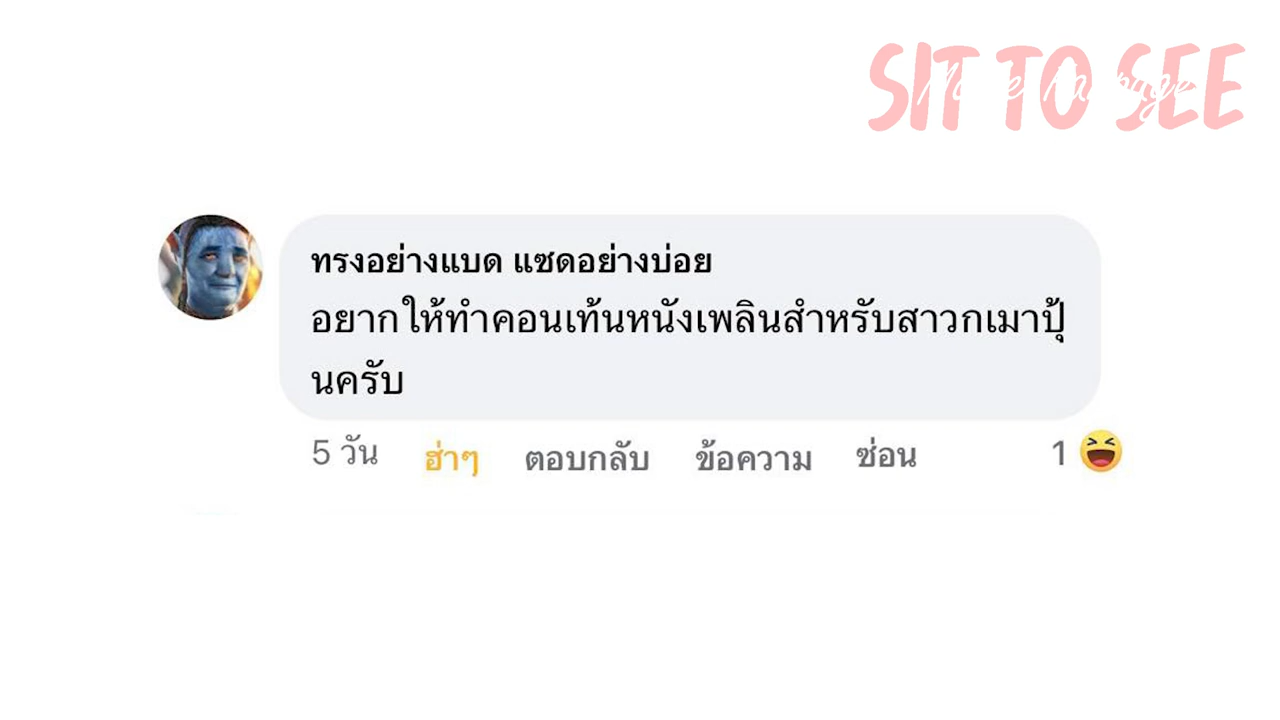 SIT TO SEE
Movie Fanpage
ทรงอย่างแบด แซดอย่างบ่อย
อยากให้ทำคอนเท้นหนังเพลินสำหรับสาวกเมาปุ้
นครับ
5 วัน ฮ่าๆ ตอบกลับ ข้อความ ซ่อน 1